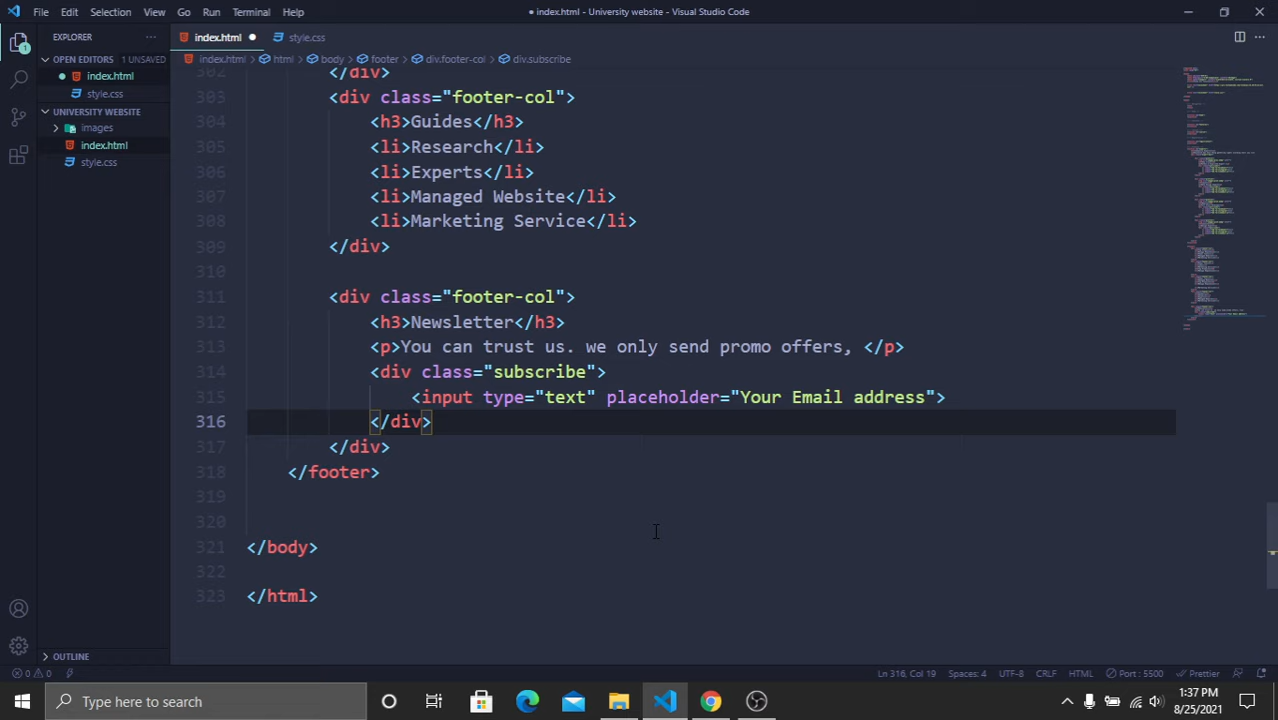 File Edit Selection View Go Run Terminal Help
● index.html - University website - Visual Studio Code
EXPLORER
index.html
style.css
OPEN EDITORS 1 UNSAVED
index.html > html > body > footer > div.footer-col > div.subscribe
index.html
style.css
UNIVERSITY WEBSITE
images
index.html
style.css
302 </div>
303 <div class="footer-col">
304 <h3>Guides</h3>
305 <li>Research</li>
306 <li>Experts</li>
307 <li>Managed Website</li>
308 <li>Marketing Service</li>
309 </div>
310
311 <div class="footer-col">
312 <h3>Newsletter</h3>
313 <p>You can trust us. we only send promo offers, </p>
314 <div class="subscribe">
315 <input type="text" placeholder="Your Email address">
316 </div>
317 </div>
318 </footer>
319
320
321 </body>
322
323 </html>
OUTLINE
0 0 Ln 316, Col 19 Spaces: 4 UTF-8 CRLF HTML Port : 5500 Prettier
Type here to search
1:37 PM
8/25/2021